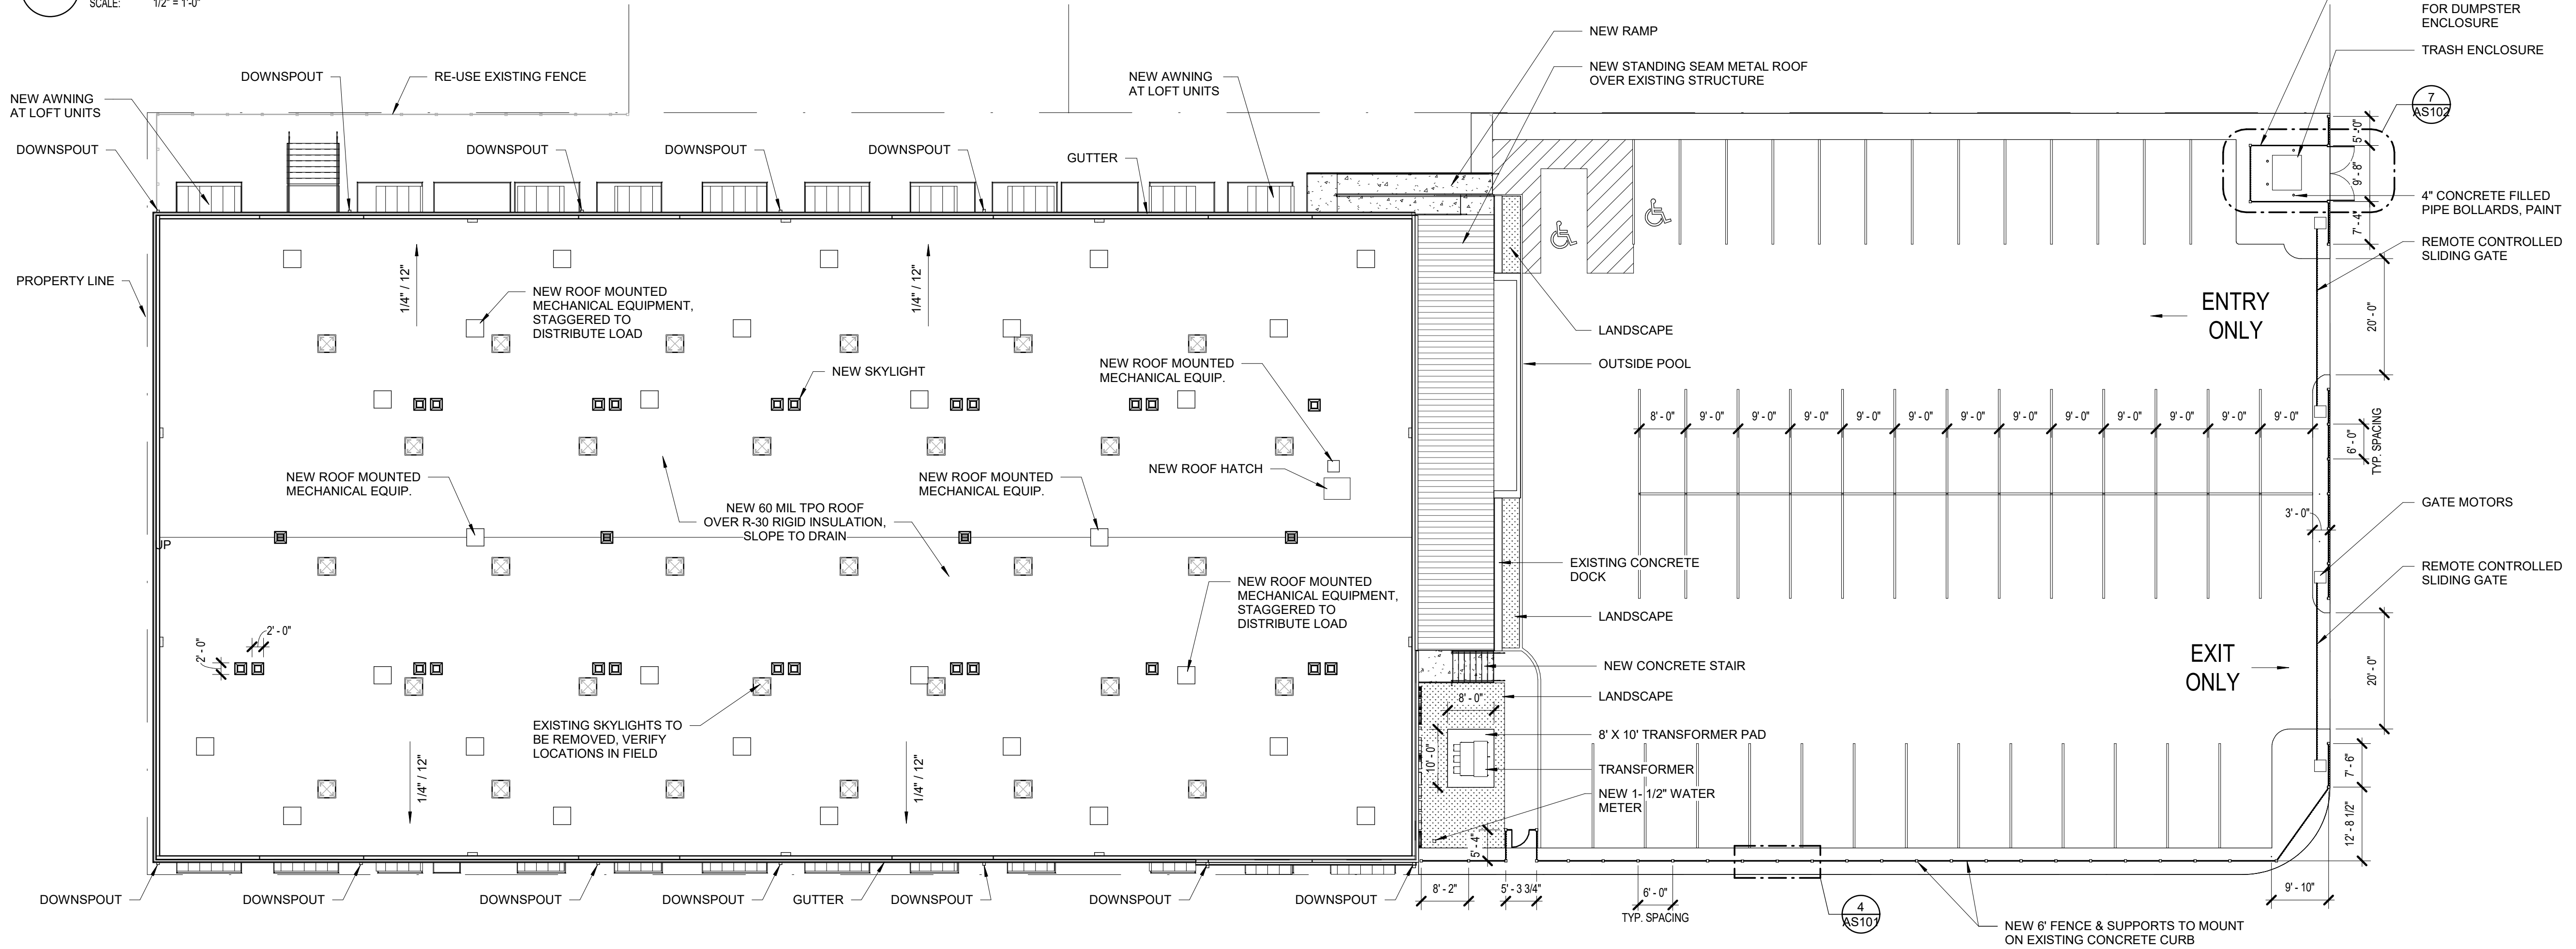 SCALE: 1/2" = 1'-0"
FOR DUMPSTER
ENCLOSURE
NEW RAMP
TRASH ENCLOSURE
NEW STANDING SEAM METAL ROOF
OVER EXISTING STRUCTURE
DOWNSPOUT
RE-USE EXISTING FENCE
NEW AWNING
AT LOFT UNITS
NEW AWNING
AT LOFT UNITS
7
AS102
5' - 0"
9' - 8"
7' - 4"
DOWNSPOUT
DOWNSPOUT
DOWNSPOUT
DOWNSPOUT
GUTTER
4" CONCRETE FILLED
PIPE BOLLARDS, PAINT
REMOTE CONTROLLED
SLIDING GATE
PROPERTY LINE
1/4" / 12"
1/4" / 12"
NEW ROOF MOUNTED
MECHANICAL EQUIPMENT,
STAGGERED TO
DISTRIBUTE LOAD
ENTRY
ONLY
20' - 0"
LANDSCAPE
OUTSIDE POOL
NEW SKYLIGHT
NEW ROOF MOUNTED
MECHANICAL EQUIP.
8' - 0"
9' - 0"
9' - 0"
9' - 0"
9' - 0"
9' - 0"
9' - 0"
9' - 0"
9' - 0"
9' - 0"
9' - 0"
9' - 0"
9' - 0"
6' - 0"
TYP. SPACING
NEW ROOF MOUNTED
MECHANICAL EQUIP.
NEW ROOF MOUNTED
MECHANICAL EQUIP.
NEW ROOF HATCH
NEW 60 MIL TPO ROOF
OVER R-30 RIGID INSULATION,
SLOPE TO DRAIN
GATE MOTORS
3' - 0"
UP
EXISTING CONCRETE
DOCK
REMOTE CONTROLLED
SLIDING GATE
NEW ROOF MOUNTED
MECHANICAL EQUIPMENT,
STAGGERED TO
DISTRIBUTE LOAD
LANDSCAPE
2' - 0"
2' - 0"
NEW CONCRETE STAIR
EXIT
ONLY
20' - 0"
LANDSCAPE
8' - 0"
EXISTING SKYLIGHTS TO
BE REMOVED, VERIFY
LOCATIONS IN FIELD
8' X 10' TRANSFORMER PAD
10' - 0"
TRANSFORMER
1/4" / 12"
1/4" / 12"
7' - 6"
NEW 1- 1/2" WATER
METER
12' - 8 1/2"
5' - 4"
8' - 2"
5' - 3 3/4"
6' - 0"
TYP. SPACING
9' - 10"
DOWNSPOUT
DOWNSPOUT
DOWNSPOUT
DOWNSPOUT
GUTTER
DOWNSPOUT
DOWNSPOUT
DOWNSPOUT
4
AS101
NEW 6' FENCE & SUPPORTS TO MOUNT
ON EXISTING CONCRETE CURB